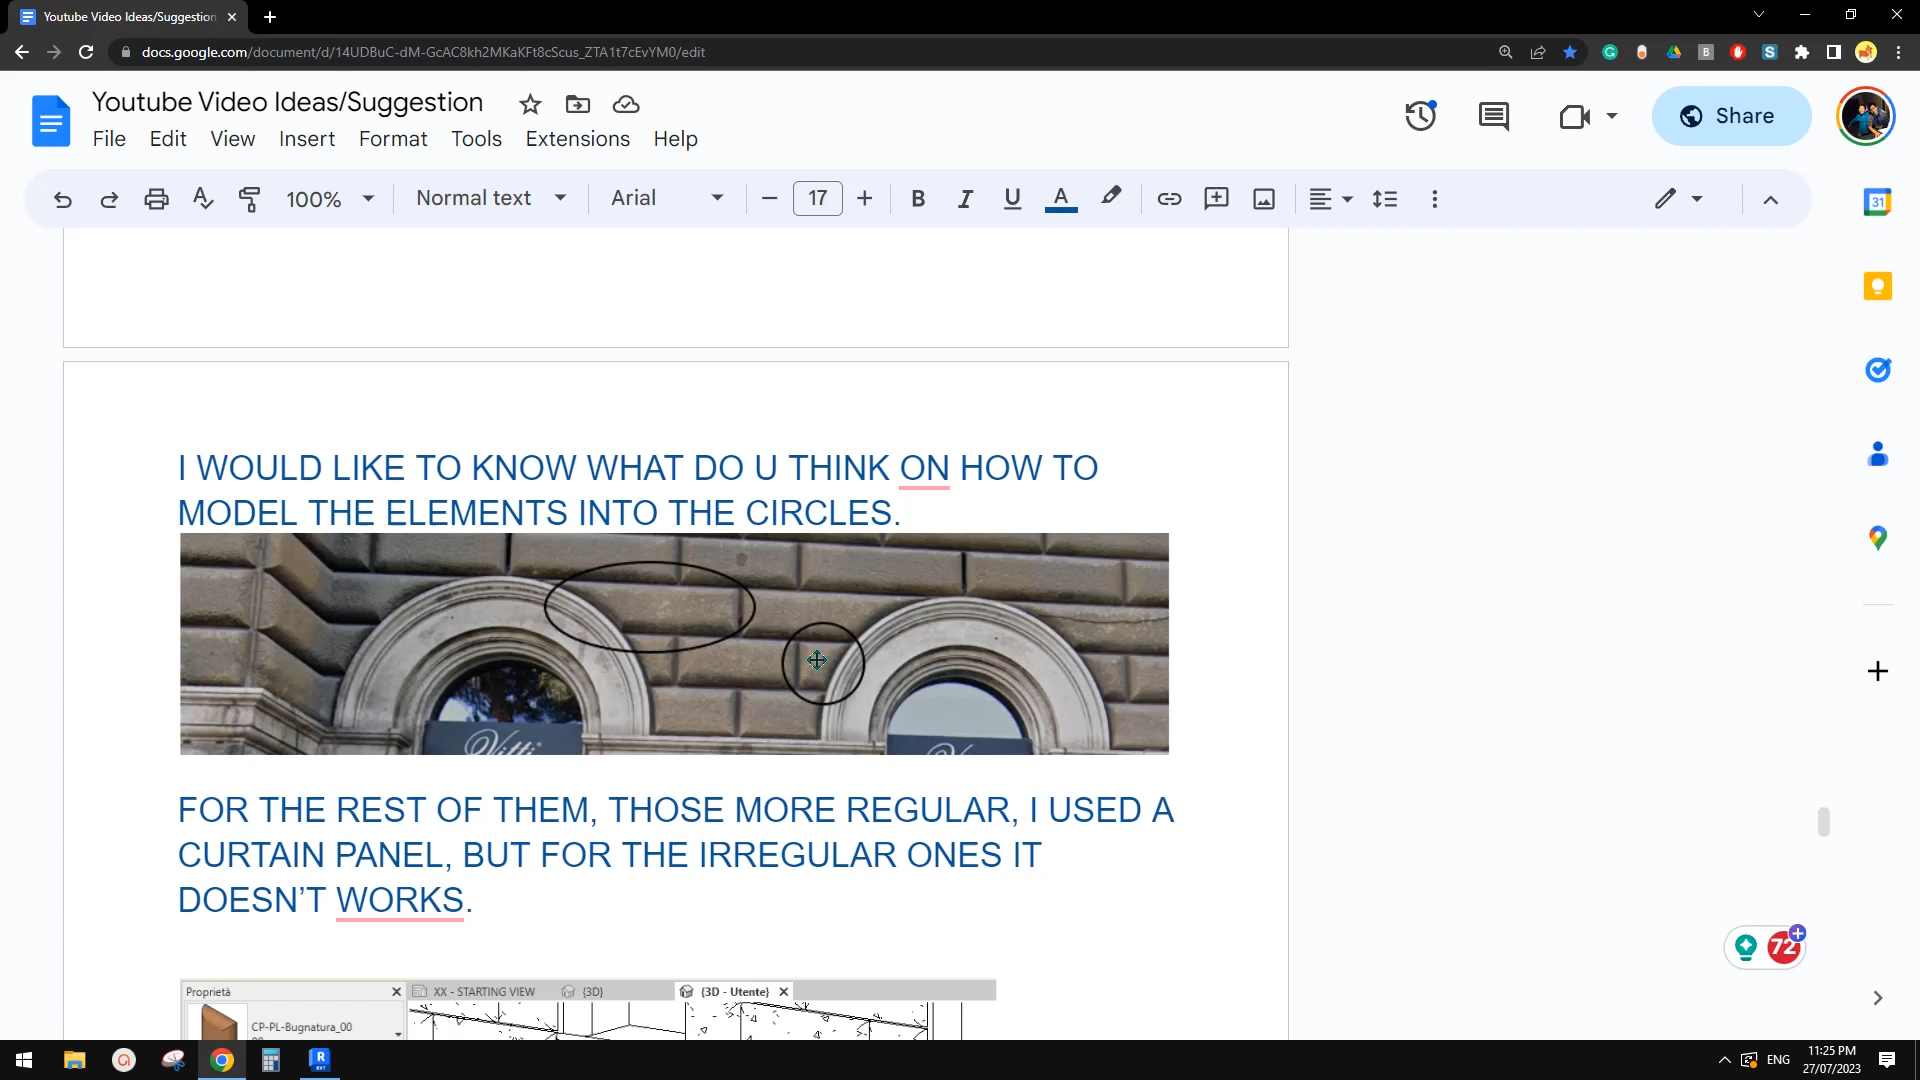 Youtube Video Ideas/Suggestion
docs.google.com/document/d/14UDBuC-dM-GcAC8kh2MKaKFt8cScus_ZTA1t7cEvYM0/edit
Youtube Video Ideas/Suggestion
File Edit View Insert Format Tools Extensions Help
Share
100% Normal text Arial 17 B I U A
31
I WOULD LIKE TO KNOW WHAT DO U THINK ON HOW TO
MODEL THE ELEMENTS INTO THE CIRCLES.
Vitti
FOR THE REST OF THEM, THOSE MORE REGULAR, I USED A
CURTAIN PANEL, BUT FOR THE IRREGULAR ONES IT
DOESN’T WORKS.
72
Proprietà XX - STARTING VIEW {3D} {3D - Utente}
CP-PL-Bugnatura_00
ENG 11:25 PM
27/07/2023